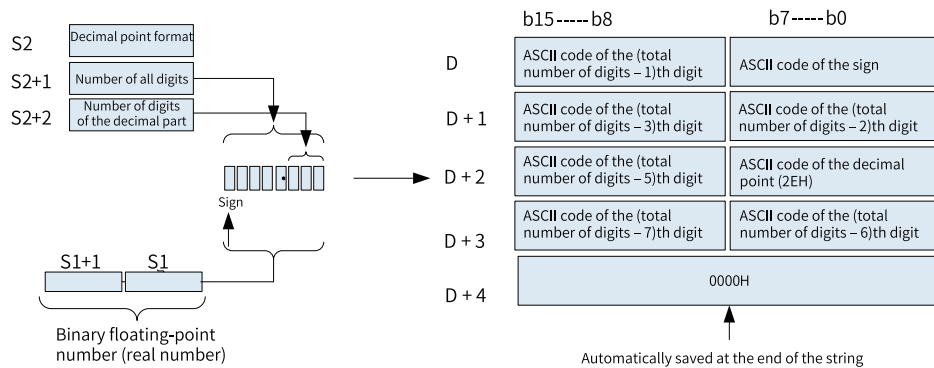 S2
Decimal point format
S2+1
Number of all digits
S2+2
Number of digits
of the decimal part
Sign
S1+1
S1
Binary floating-point
number (real number)
b15-----b8
b7-----b0
D
ASCII code of the (total
number of digits – 1)th digit
ASCII code of the sign
D + 1
ASCII code of the (total
number of digits – 3)th digit
ASCII code of the (total
number of digits – 2)th digit
D + 2
ASCII code of the (total
number of digits – 5)th digit
ASCII code of the decimal
point (2EH)
D + 3
ASCII code of the (total
number of digits – 7)th digit
ASCII code of the (total
number of digits – 6)th digit
D + 4
0000H
Automatically saved at the end of the string